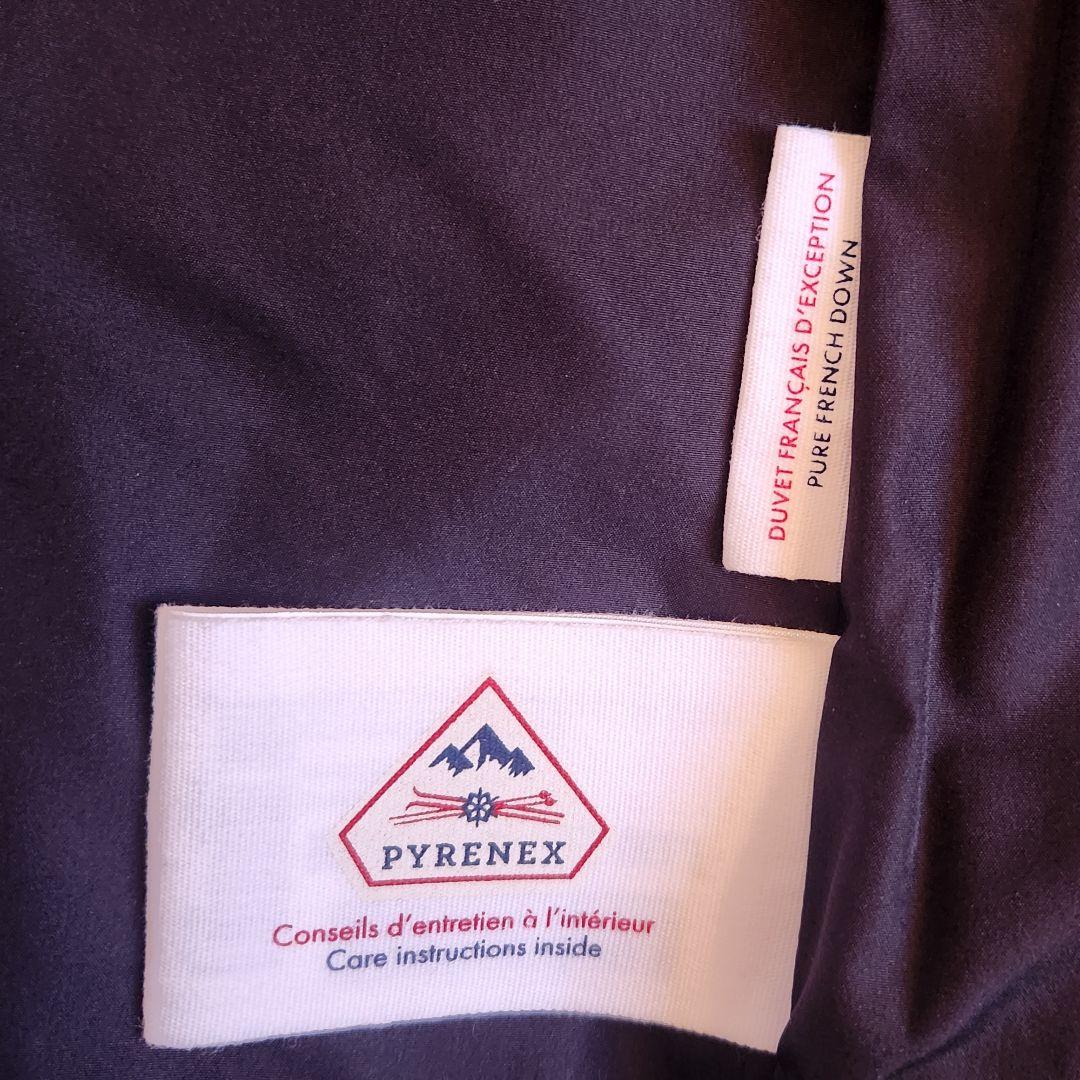 DUVET FRANÇAIS D'EXCEPTION
PURE FRENCH DOWN
PYRENEX
Conseils d'entretien à l'intérieur
Care instructions inside